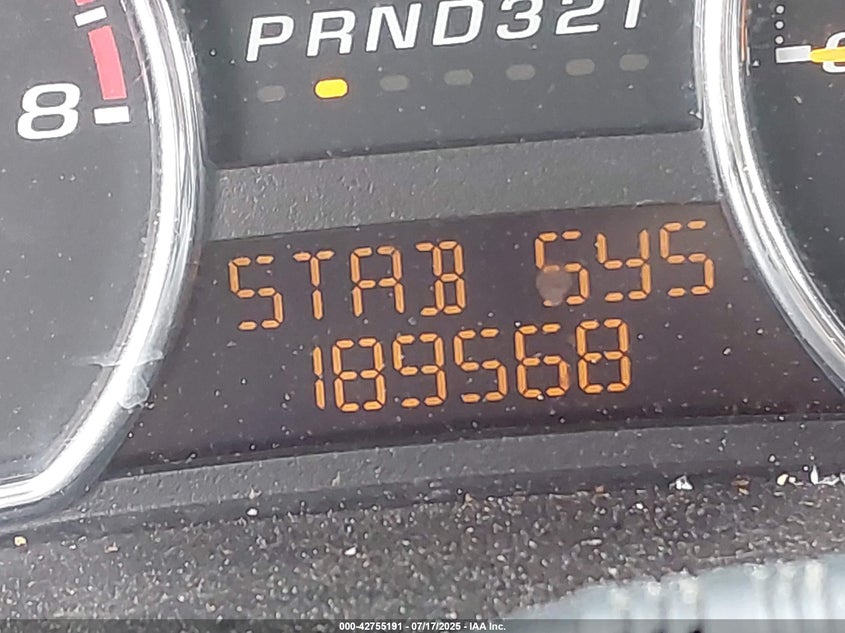 PRND321
8
STAB SYS
189568
000-42755191 - 07/17/2025 - IAA Inc.